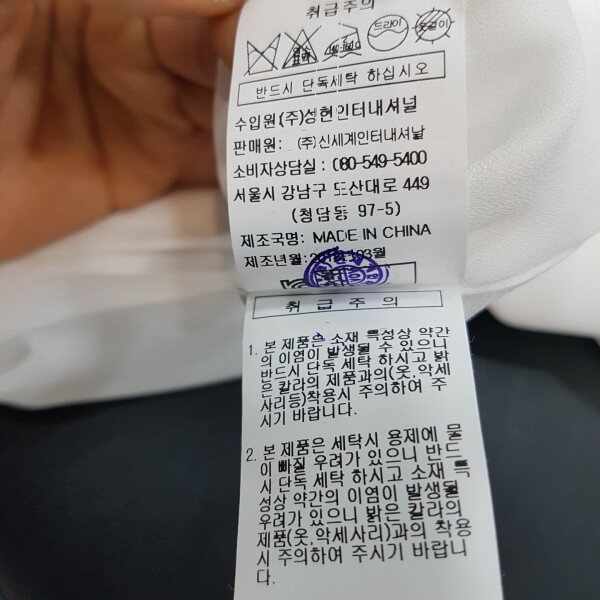 취급주의
드라이
옷걸이
반드시 단독세탁 하십시오
수입원(주)성현인터내셔널
판매원: (주)신세계인터내셔날
소비자상담실 : 080-549-5400
서울시 강남구 도산대로 449
(청담동 97-5)
제조국명: MADE IN CHINA
제조년월:
취 급 주 의
1. 본 제품은 소재 특성상 약간
의 이염이 발생될 수 있으니
반드시 단독 세탁 하시고 밝
은 칼라의 제품과의(옷,악세
사리등)착용시 주의하여 주
시기 바랍니다.
2. 본 제품은 세탁시 용제에 물
이 빠질 우려가 있으니 반드
시 단독 세탁 하시고 소재 특
성상 약간의 이염이 발생될
우려가 있으니 밝은 칼라의
제품(옷,악세사리)과의 착용
시 주의하여 주시기 바랍니
다.